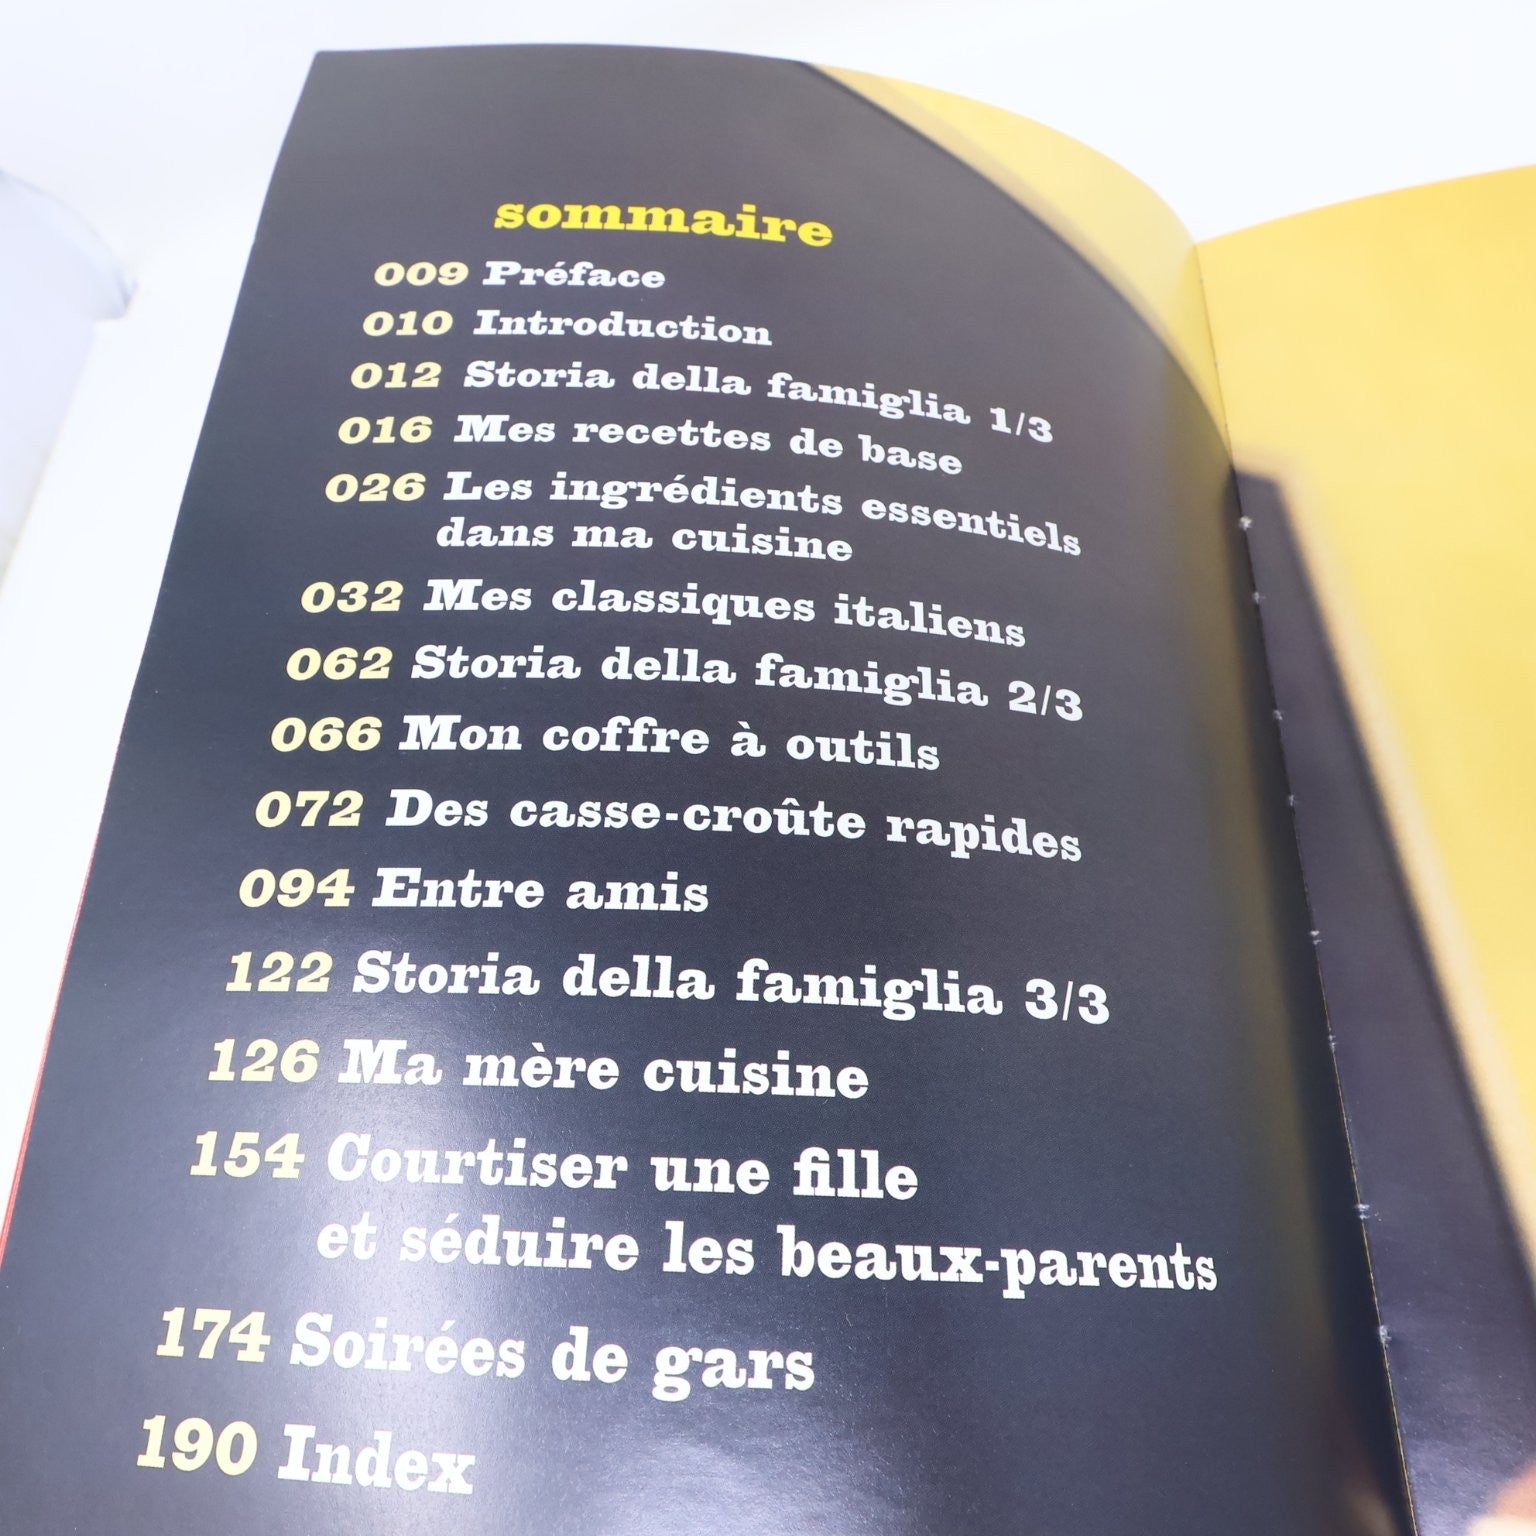 sommaire
009 Préface
010 Introduction
012 Storia della famiglia 1/3
016 Mes recettes de base
026 Les ingrédients essentiels
dans ma cuisine
032 Mes classiques italiens
062 Storia della famiglia 2/3
066 Mon coffre à outils
072 Des casse-croûte rapides
094 Entre amis
122 Storia della famiglia 3/3
126 Ma mère cuisine
154 Courtiser une fille
et séduire les beaux-parents
174 Soirées de gars
190 Index